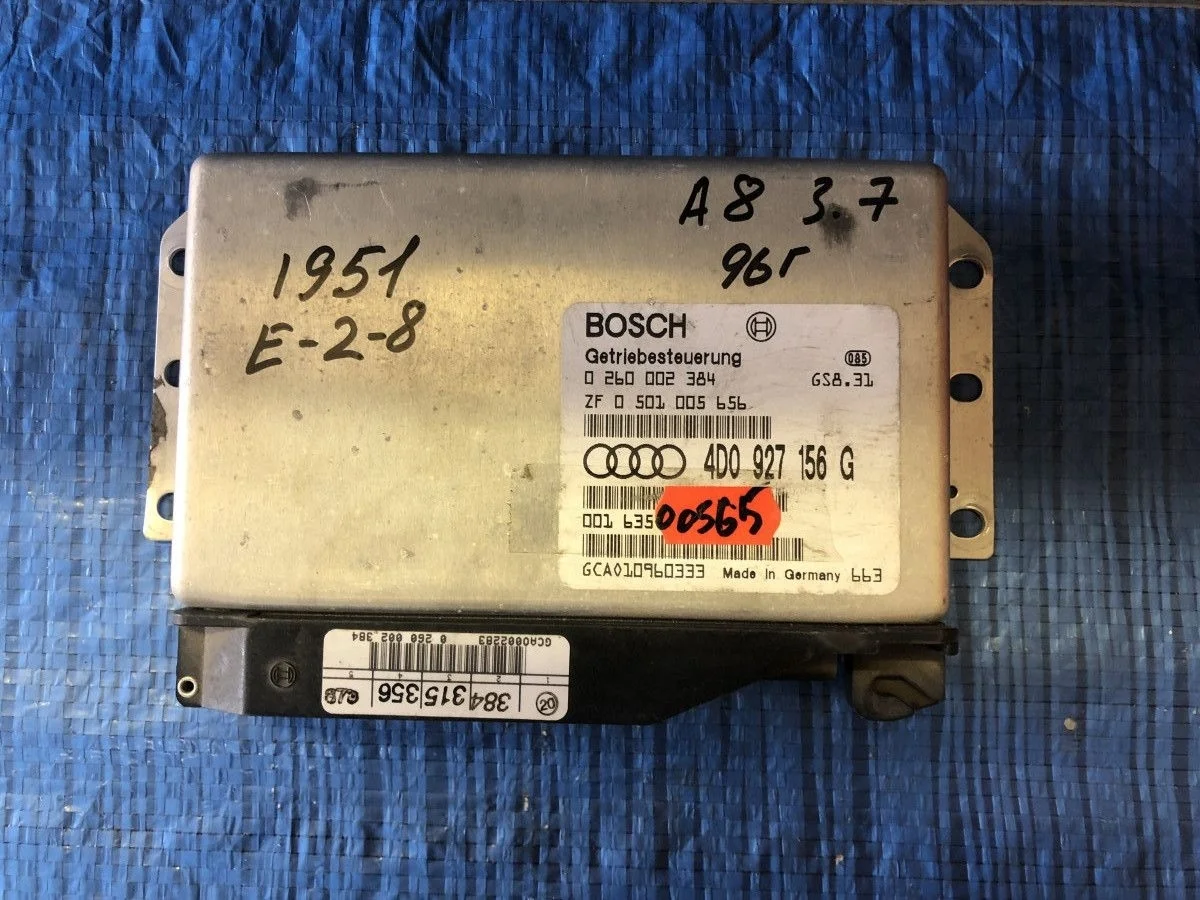 A8 3.7
96г
1951
E-2-8
BOSCH
Getriebesteuerung
085
0 260 002 384
GS8.31
ZF 0 501 005 656
4D0 927 156 G
001 635
00565
GCA010960333 Made in Germany 663
GCA0002283 0 260 002 384
1 2 3 4 5
20 384 315 356